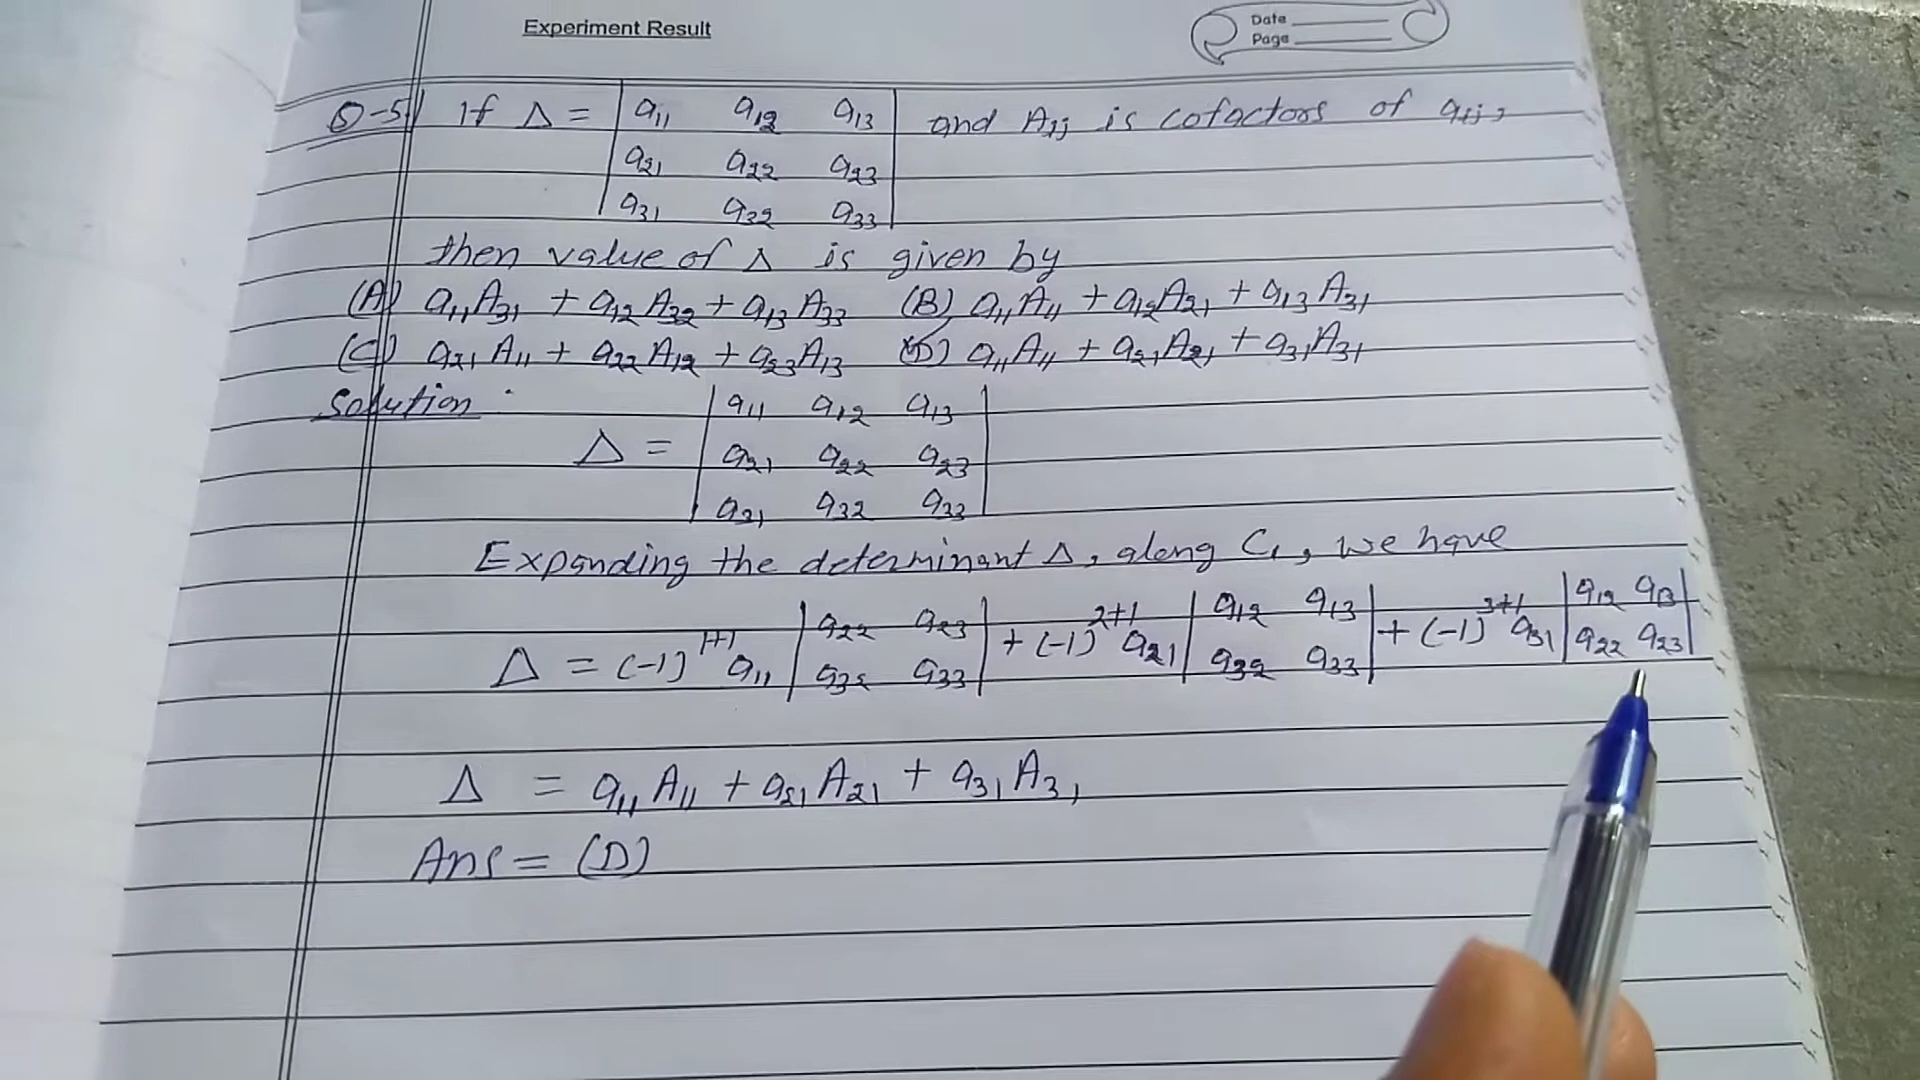 Experiment Result
Date
Page
Q-5 If Δ = | a₁₁ a₁₂ a₁₃ | and Aᵢⱼ is cofactors of aᵢⱼ,
| a₂₁ a₂₂ a₂₃ |
| a₃₁ a₃₂ a₃₃ |
then value of Δ is given by
(A) a₁₁A₃₁ + a₁₂A₃₂ + a₁₃A₃₃ (B) a₁₁A₁₁ + a₁₂A₂₁ + a₁₃A₃₁
(C) a₂₁A₁₁ + a₂₂A₁₂ + a₂₃A₁₃ (D) a₁₁A₁₁ + a₂₁A₂₁ + a₃₁A₃₁
Solution
| a₁₁ a₁₂ a₁₃ |
Δ = | a₂₁ a₂₂ a₂₃ |
| a₃₁ a₃₂ a₃₃ |
Expanding the determinant Δ, along C₁, we have
Δ = (-1)¹⁺¹ a₁₁ | a₂₂ a₂₃ | + (-1)²⁺¹ a₂₁ | a₁₂ a₁₃ | + (-1)³⁺¹ a₃₁ | a₁₂ a₁₃ |
| a₃₂ a₃₃ | | a₃₂ a₃₃ | | a₂₂ a₂₃ |
Δ = a₁₁A₁₁ + a₂₁A₂₁ + a₃₁A₃₁
Ans = (D)